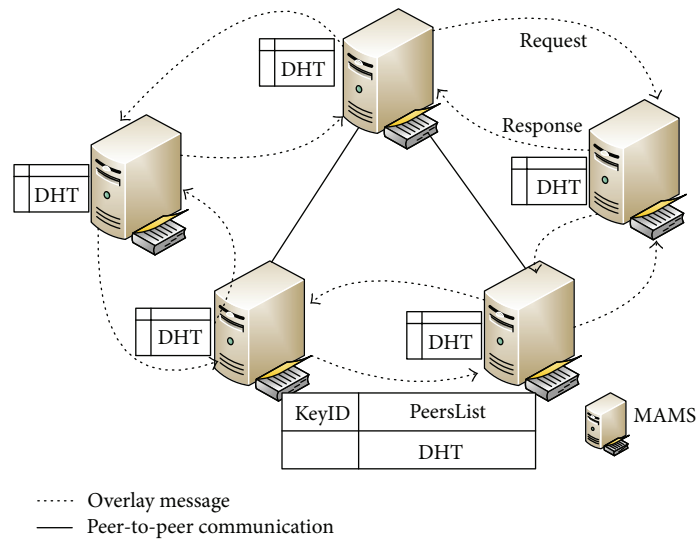 DHT
Request
Response
DHT
DHT
DHT
DHT
KeyID PeersList
DHT
MAMS
Overlay message
Peer-to-peer communication